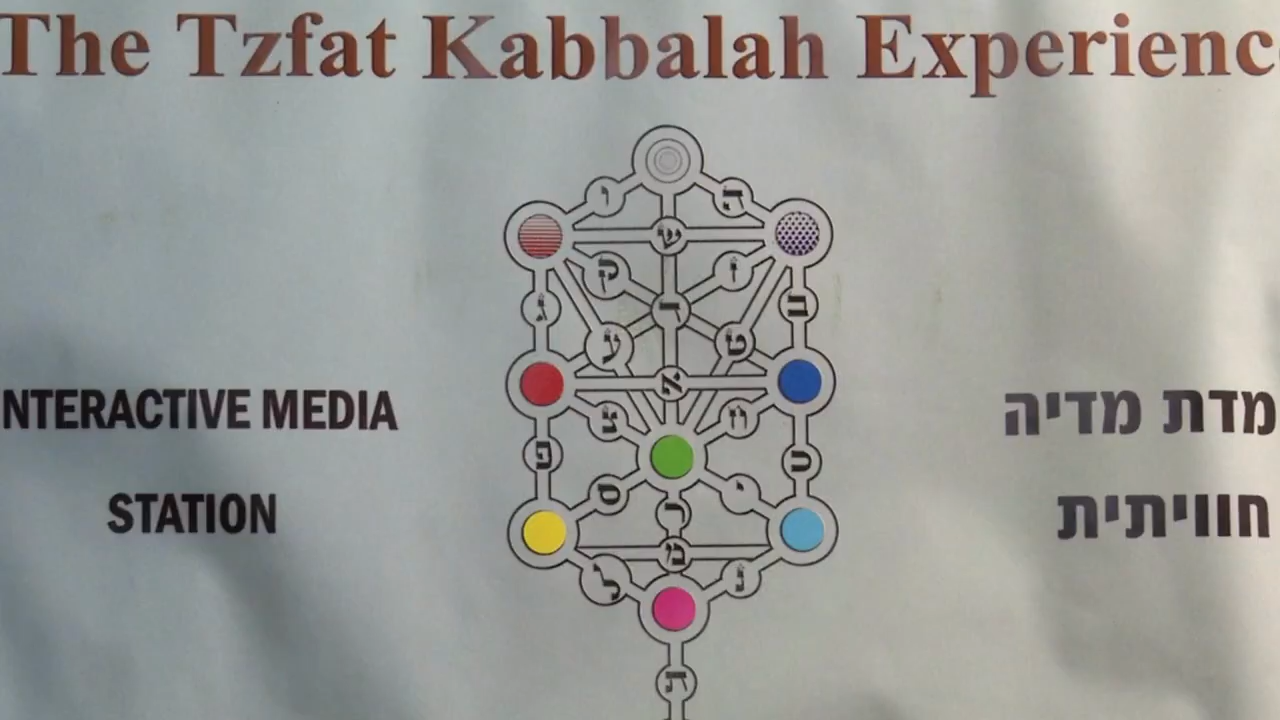 The Tzfat Kabbalah Experienc
NTERACTIVE MEDIA
STATION
מדת מדיה
חוויתית